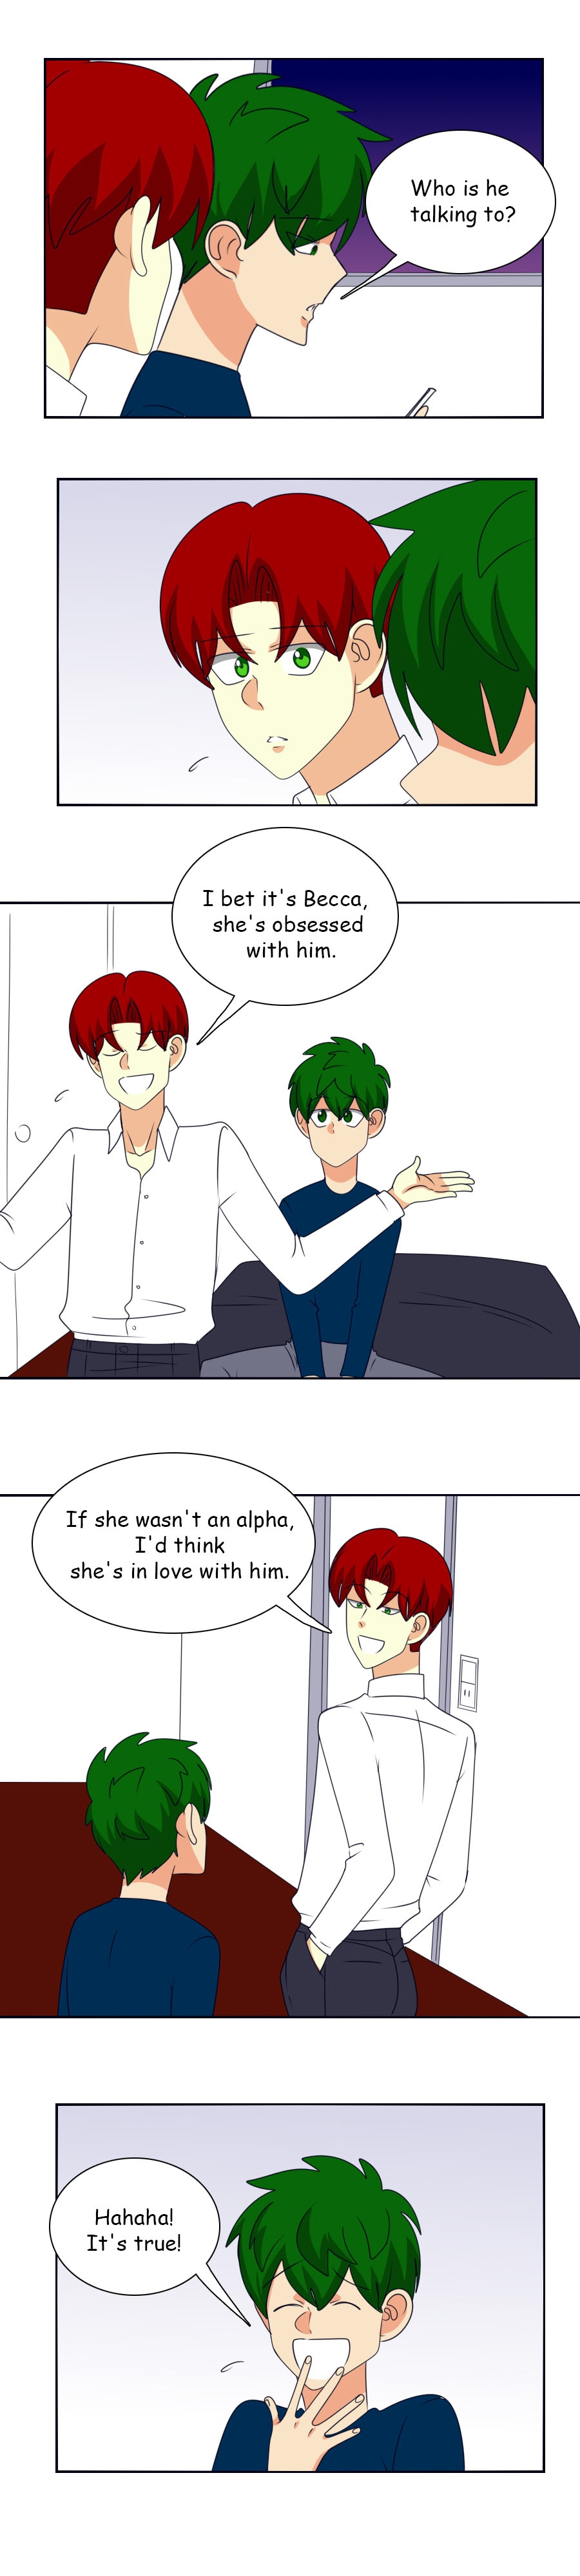 Who is he
talking to?
I bet it's Becca,
she's obsessed
with him.
If she wasn't an alpha,
I'd think
she's in love with him.
Hahaha!
It's true!